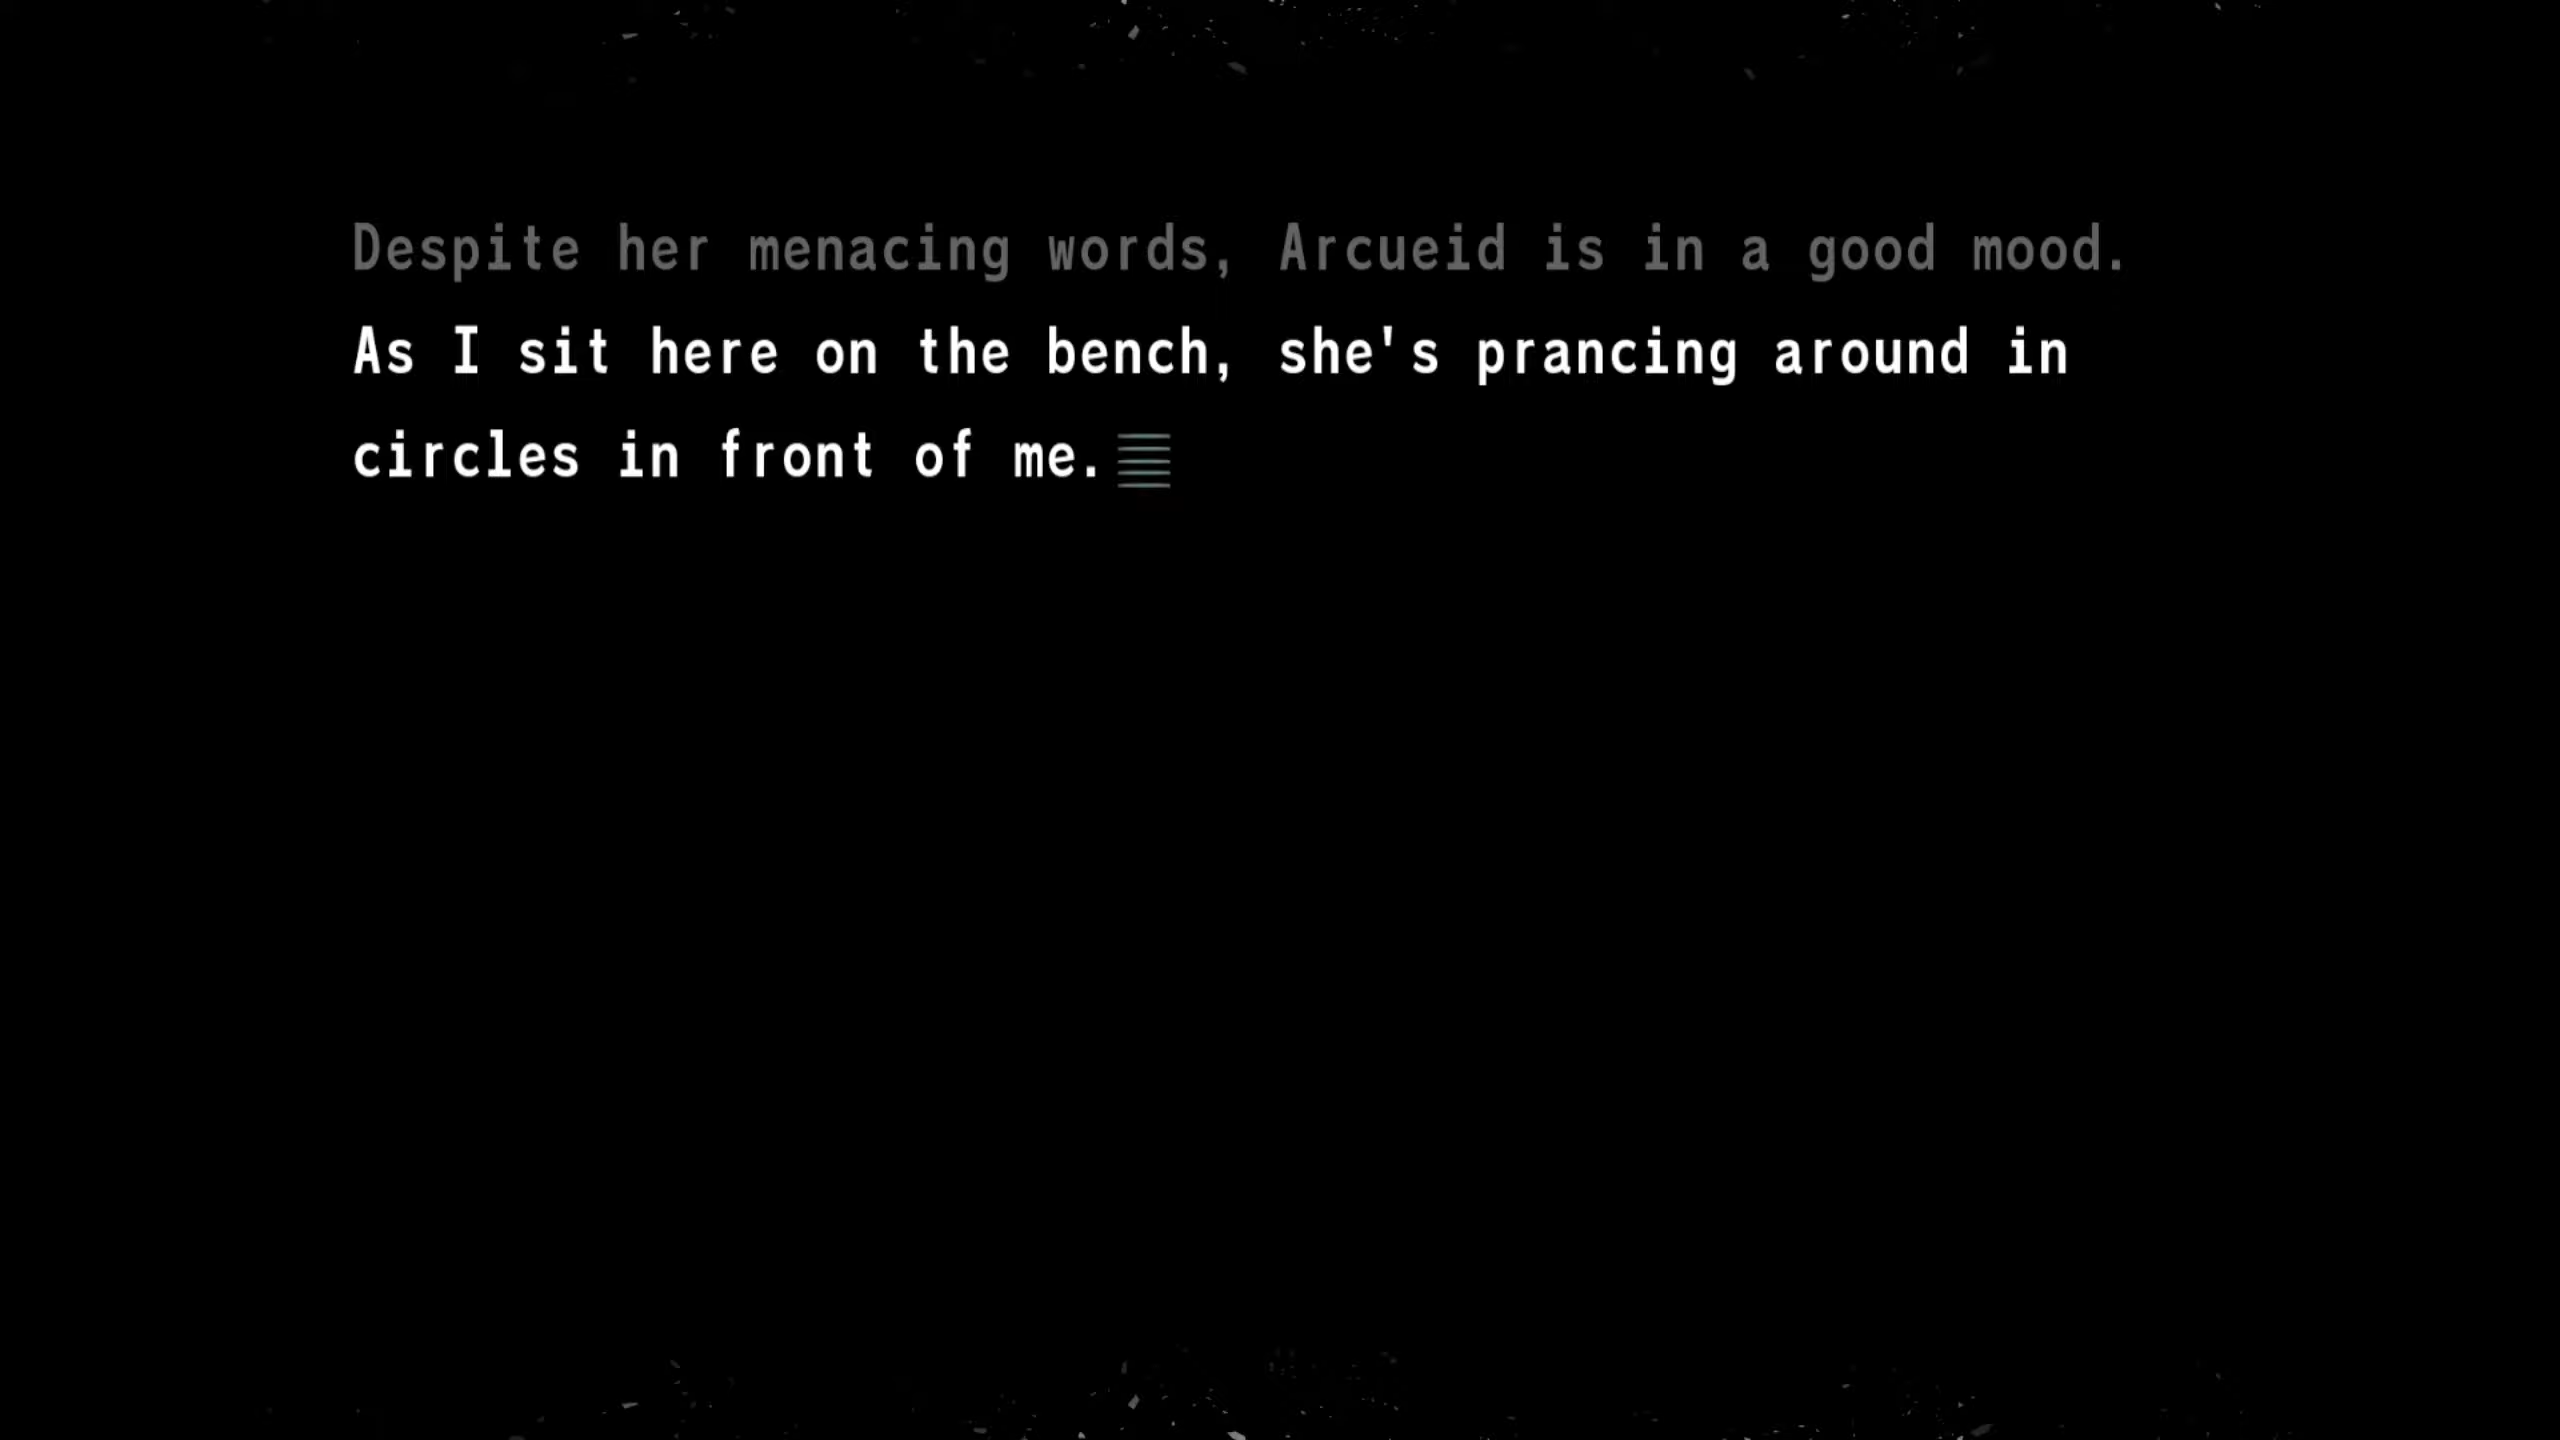 Despite her menacing words, Arcueid is in a good mood.
As I sit here on the bench, she's prancing around in
circles in front of me.